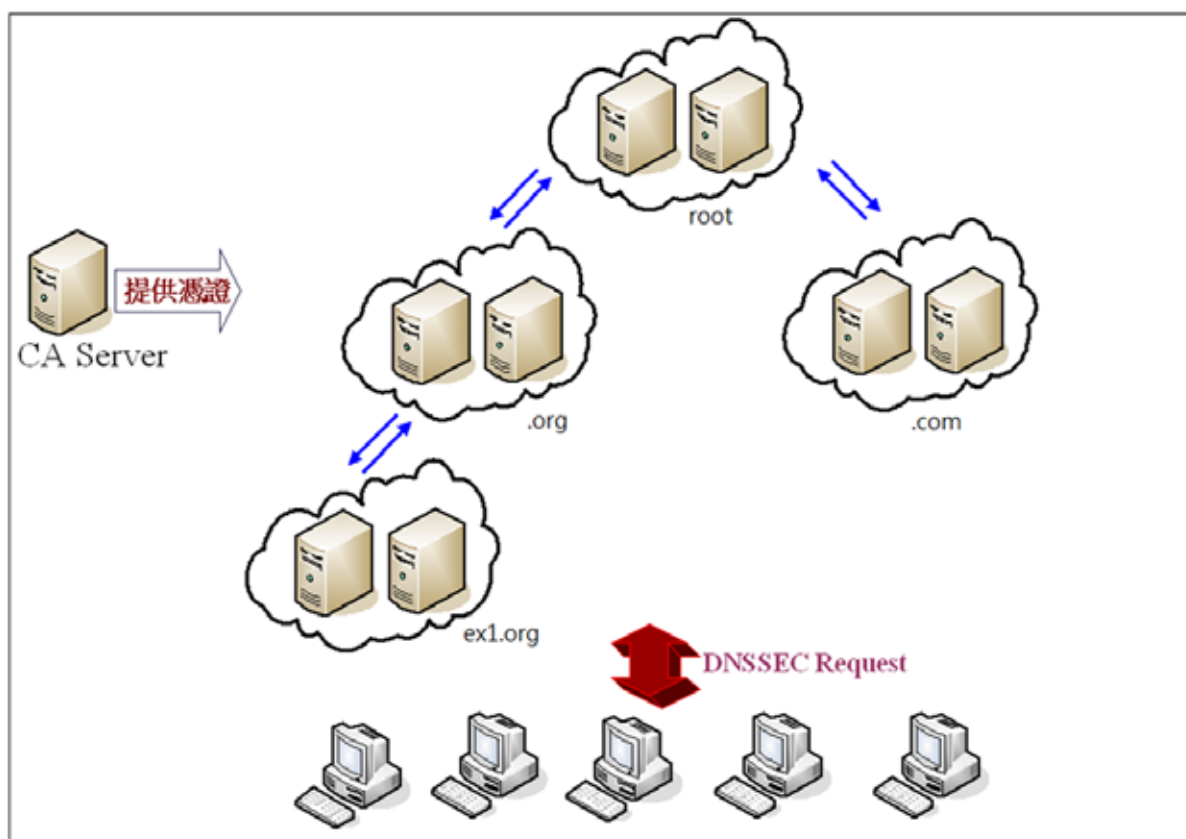 root
提供憑證
CA Server
.org
.com
ex1.org
DNSSEC Request